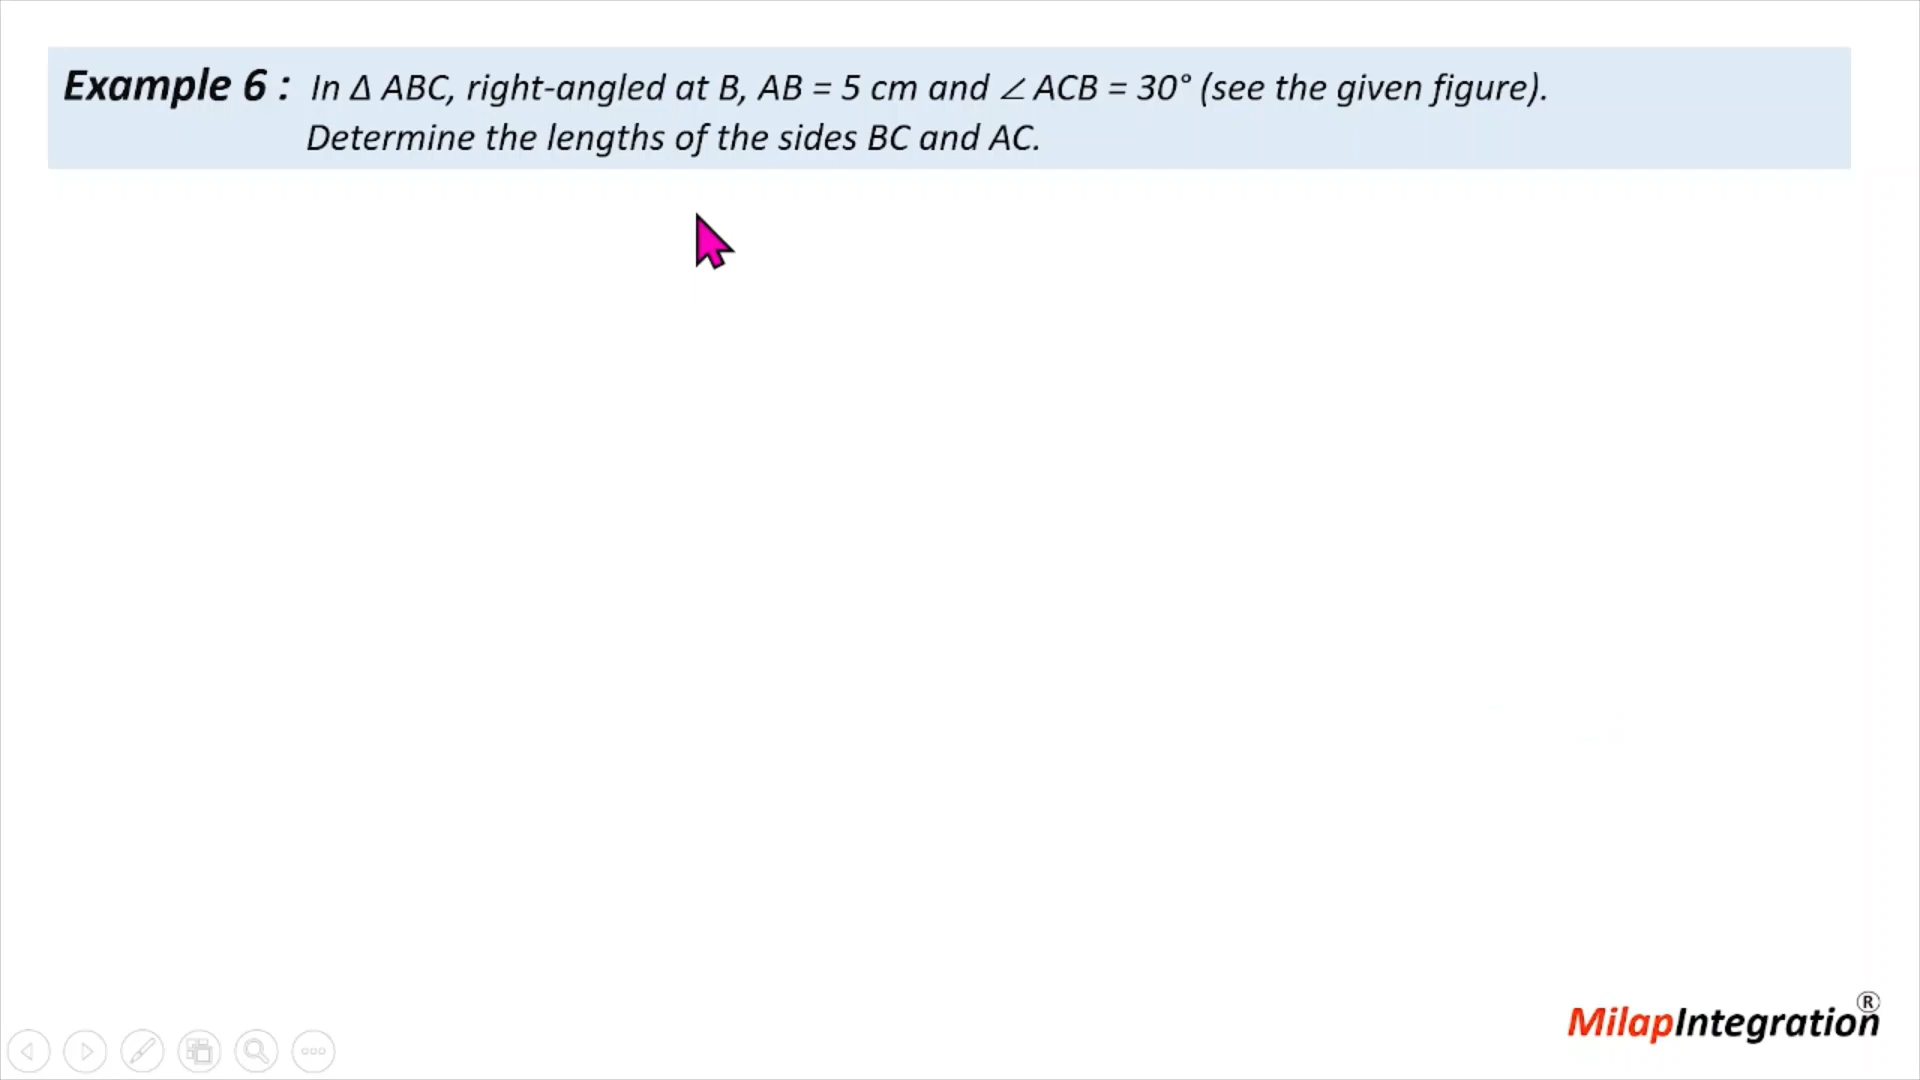 Example 6 : In Δ ABC, right-angled at B, AB = 5 cm and ∠ ACB = 30° (see the given figure).
Determine the lengths of the sides BC and AC.
MilapIntegration®